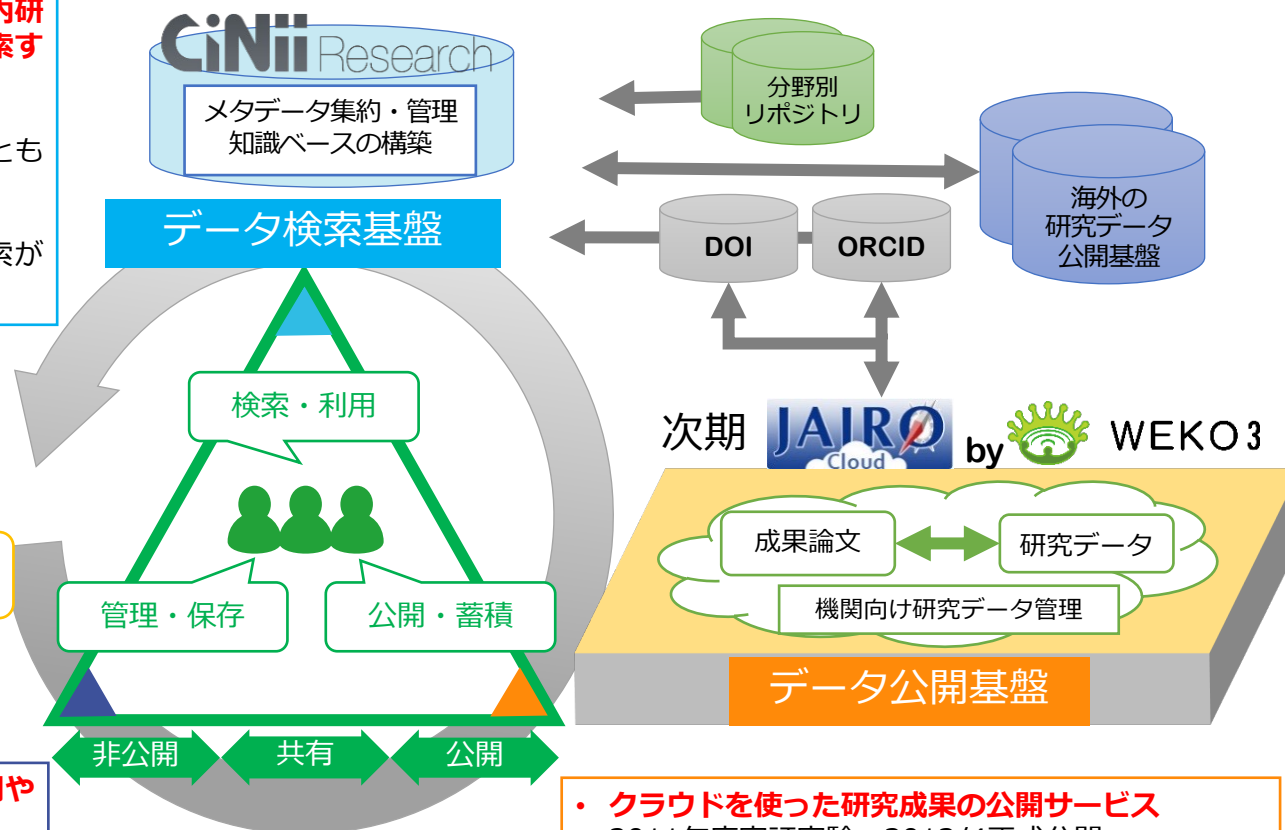 内研
索す
とも
索が
CiNii Research
メタデータ集約・管理
知識ベースの構築
データ検索基盤
分野別
リポジトリ
海外の
研究データ
公開基盤
DOI
ORCID
検索・利用
管理・保存
公開・蓄積
非公開
共有
公開
次期 JAIRO Cloud by WEKO3
成果論文
研究データ
機関向け研究データ管理
データ公開基盤
や
• クラウドを使った研究成果の公開サービス